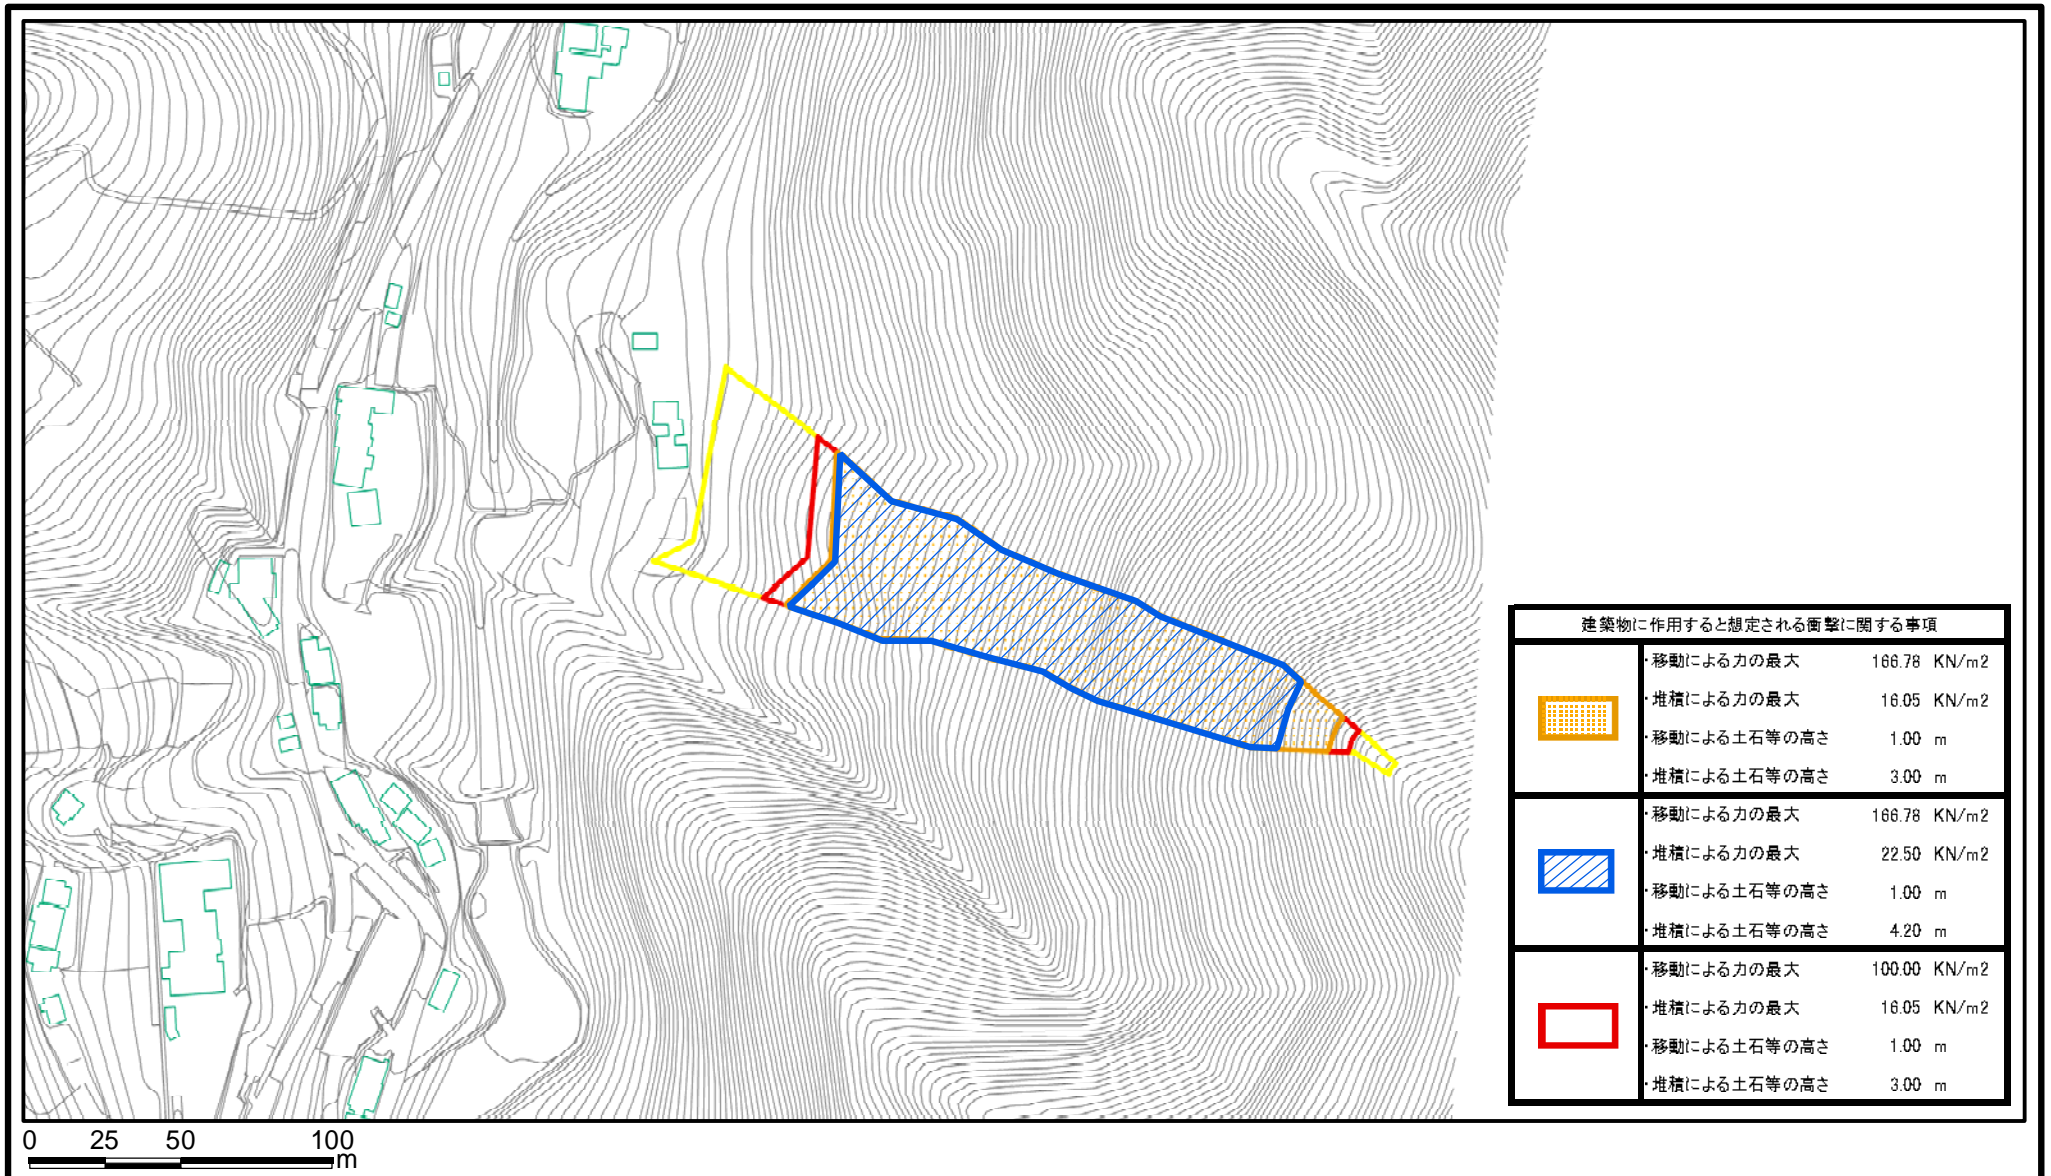 建築物に作用すると想定される衝撃に関する事項
・移動による力の最大 166.78 KN/m2
・堆積による力の最大 16.05 KN/m2
・移動による土石等の高さ 1.00 m
・堆積による土石等の高さ 3.00 m
・移動による力の最大 166.78 KN/m2
・堆積による力の最大 22.50 KN/m2
・移動による土石等の高さ 1.00 m
・堆積による土石等の高さ 4.20 m
・移動による力の最大 100.00 KN/m2
・堆積による力の最大 16.05 KN/m2
・移動による土石等の高さ 1.00 m
・堆積による土石等の高さ 3.00 m
0 25 50 100
m